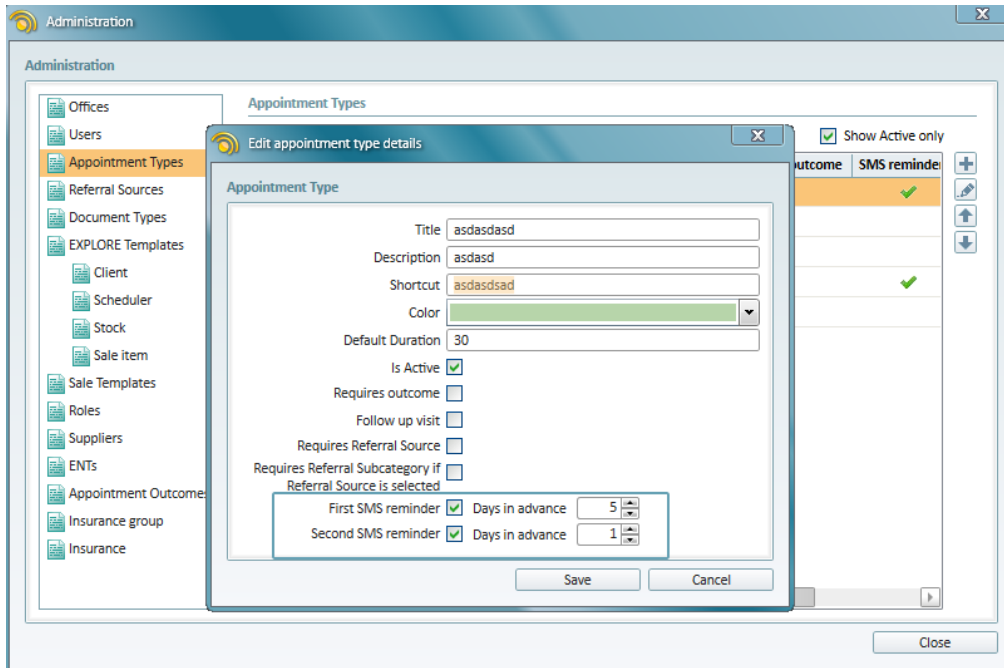 Administration
Administration
Offices
Users
Appointment Types
Referral Sources
Document Types
EXPLORE Templates
Client
Scheduler
Stock
Sale item
Sale Templates
Roles
Suppliers
ENTs
Appointment Outcome
Insurance group
Insurance
Appointment Types
Show Active only
outcome SMS reminde
Edit appointment type details
Appointment Type
Title asdasdasd
Description asdasd
Shortcut asdasdsad
Color
Default Duration 30
Is Active
Requires outcome
Follow up visit
Requires Referral Source
Requires Referral Subcategory if
Referral Source is selected
First SMS reminder Days in advance 5
Second SMS reminder Days in advance 1
Save Cancel
Close